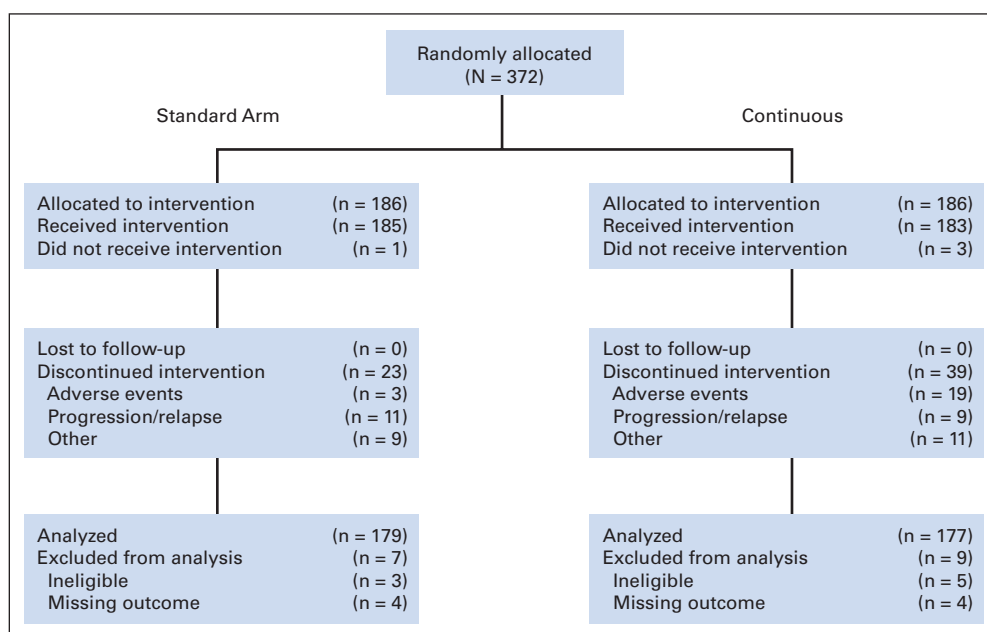 Randomly allocated
(N = 372)
Standard Arm
Continuous
Allocated to intervention (n = 186)
Received intervention (n = 185)
Did not receive intervention (n = 1)
Allocated to intervention (n = 186)
Received intervention (n = 183)
Did not receive intervention (n = 3)
Lost to follow-up (n = 0)
Discontinued intervention (n = 23)
Adverse events (n = 3)
Progression/relapse (n = 11)
Other (n = 9)
Lost to follow-up (n = 0)
Discontinued intervention (n = 39)
Adverse events (n = 19)
Progression/relapse (n = 9)
Other (n = 11)
Analyzed (n = 179)
Excluded from analysis (n = 7)
Ineligible (n = 3)
Missing outcome (n = 4)
Analyzed (n = 177)
Excluded from analysis (n = 9)
Ineligible (n = 5)
Missing outcome (n = 4)